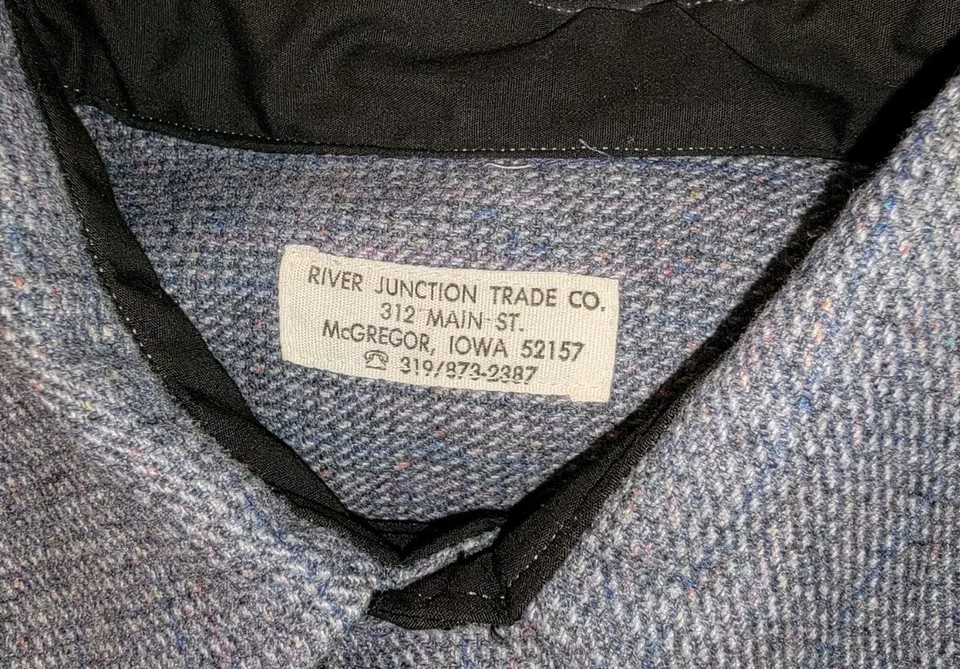 RIVER JUNCTION TRADE CO.
312 MAIN ST.
McGREGOR, IOWA 52157
☎ 319/873-2387